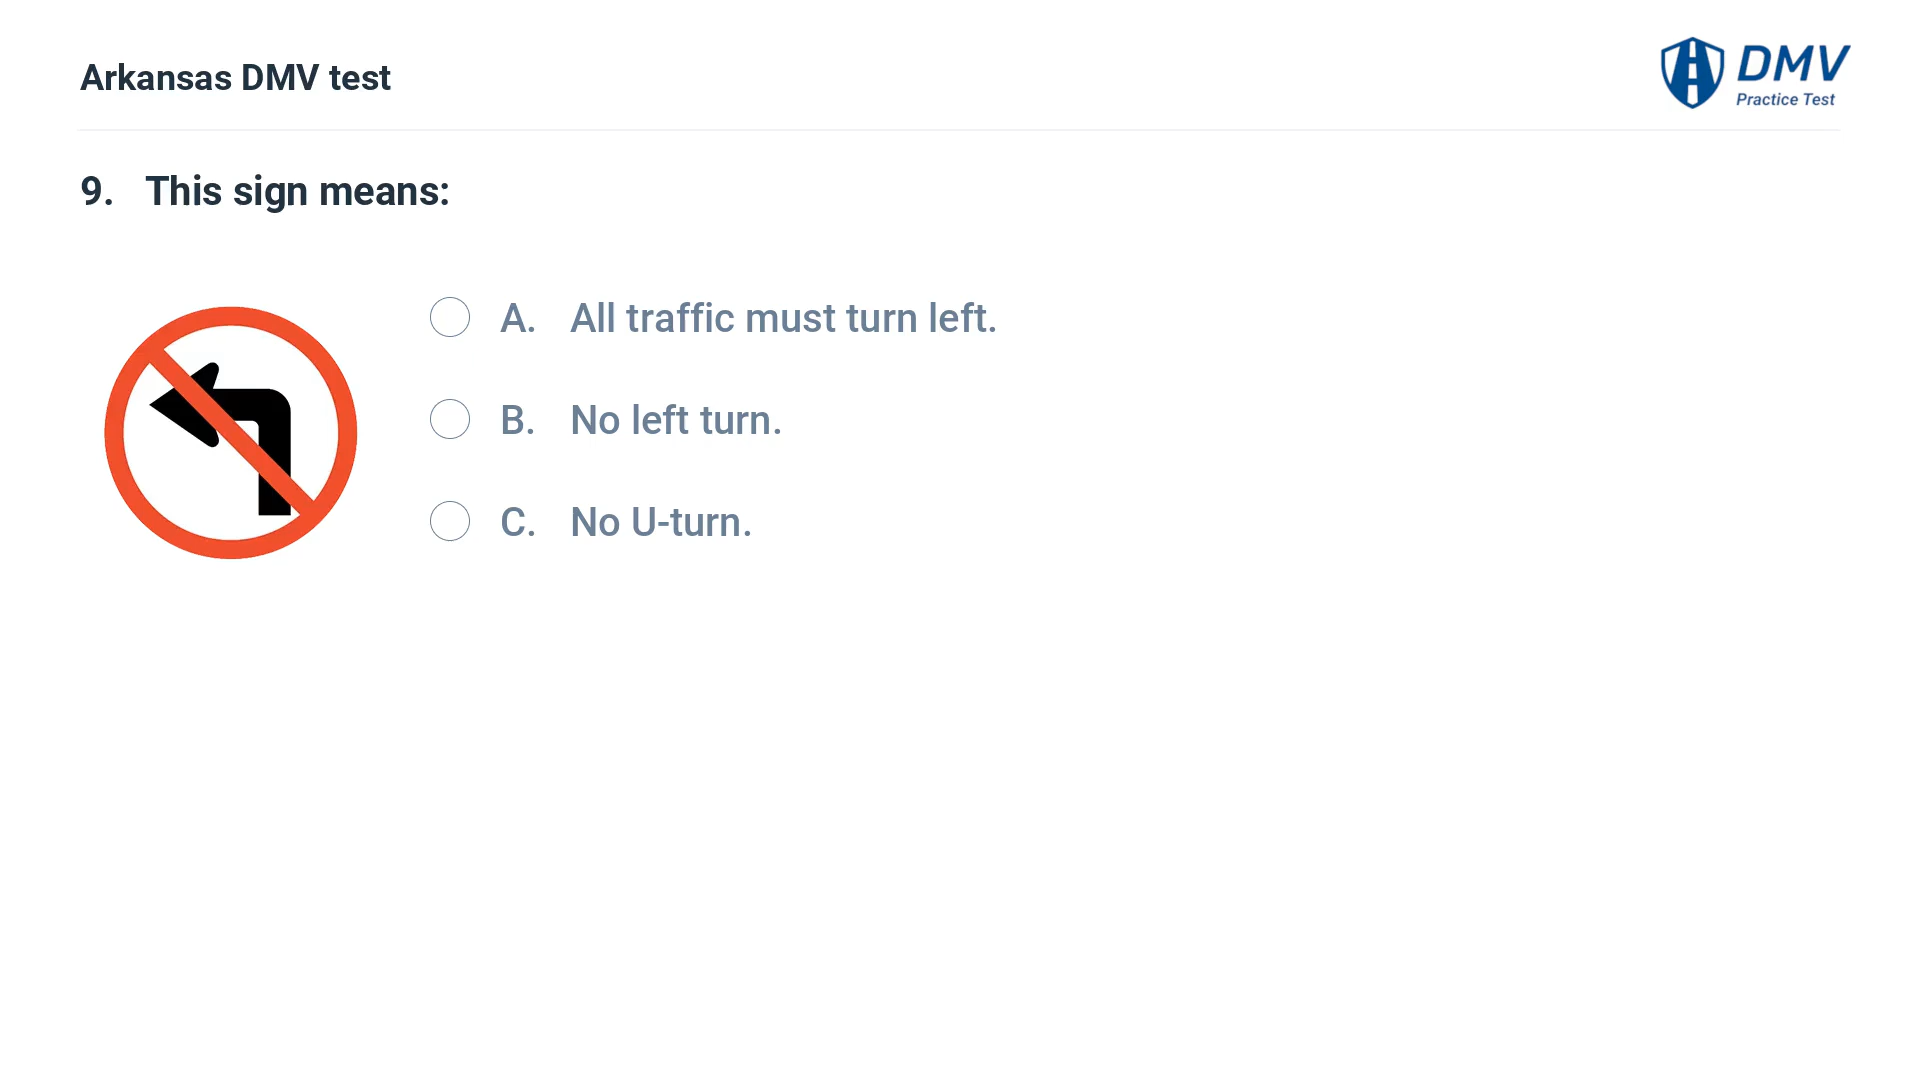 Arkansas DMV test
DMV
Practice Test
9. This sign means:
A. All traffic must turn left.
B. No left turn.
C. No U-turn.